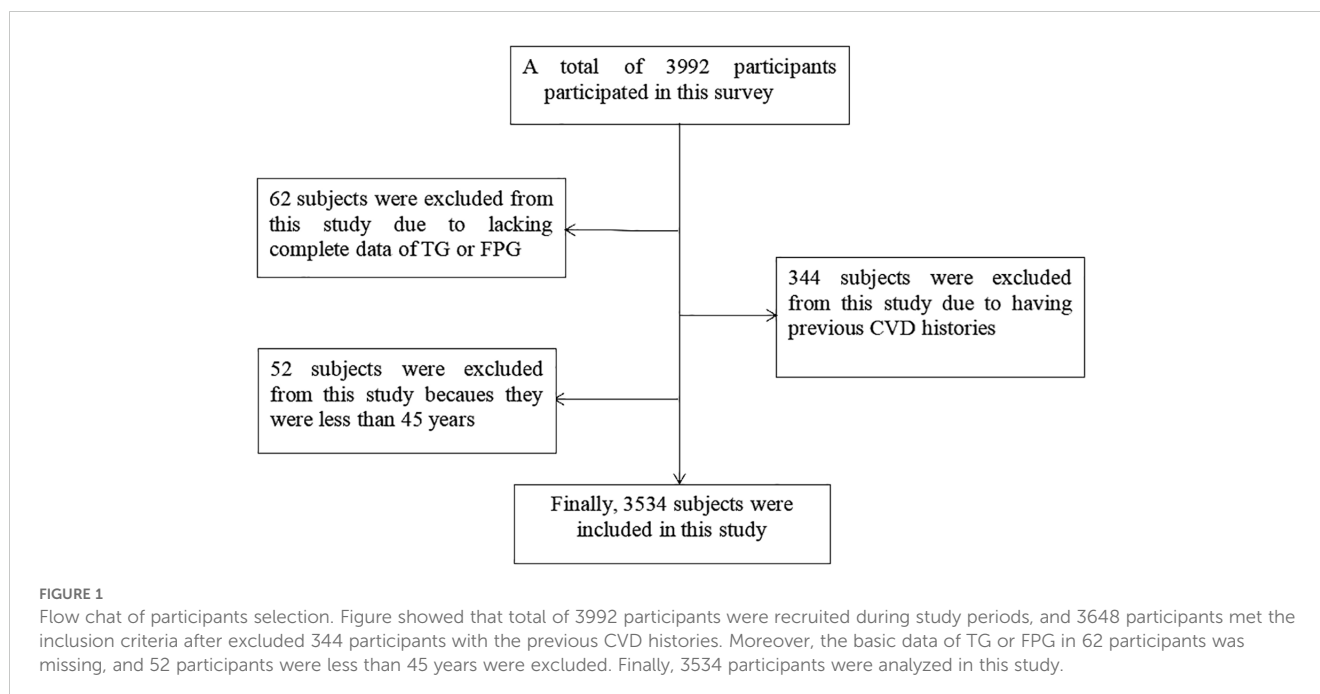 A total of 3992 participants
participated in this survey
62 subjects were excluded from
this study due to lacking
complete data of TG or FPG
344 subjects were excluded
from this study due to having
previous CVD histories
52 subjects were excluded
from this study becaues they
were less than 45 years
Finally, 3534 subjects were
included in this study
FIGURE 1
Flow chat of participants selection. Figure showed that total of 3992 participants were recruited during study periods, and 3648 participants met the
inclusion criteria after excluded 344 participants with the previous CVD histories. Moreover, the basic data of TG or FPG in 62 participants was
missing, and 52 participants were less than 45 years were excluded. Finally, 3534 participants were analyzed in this study.